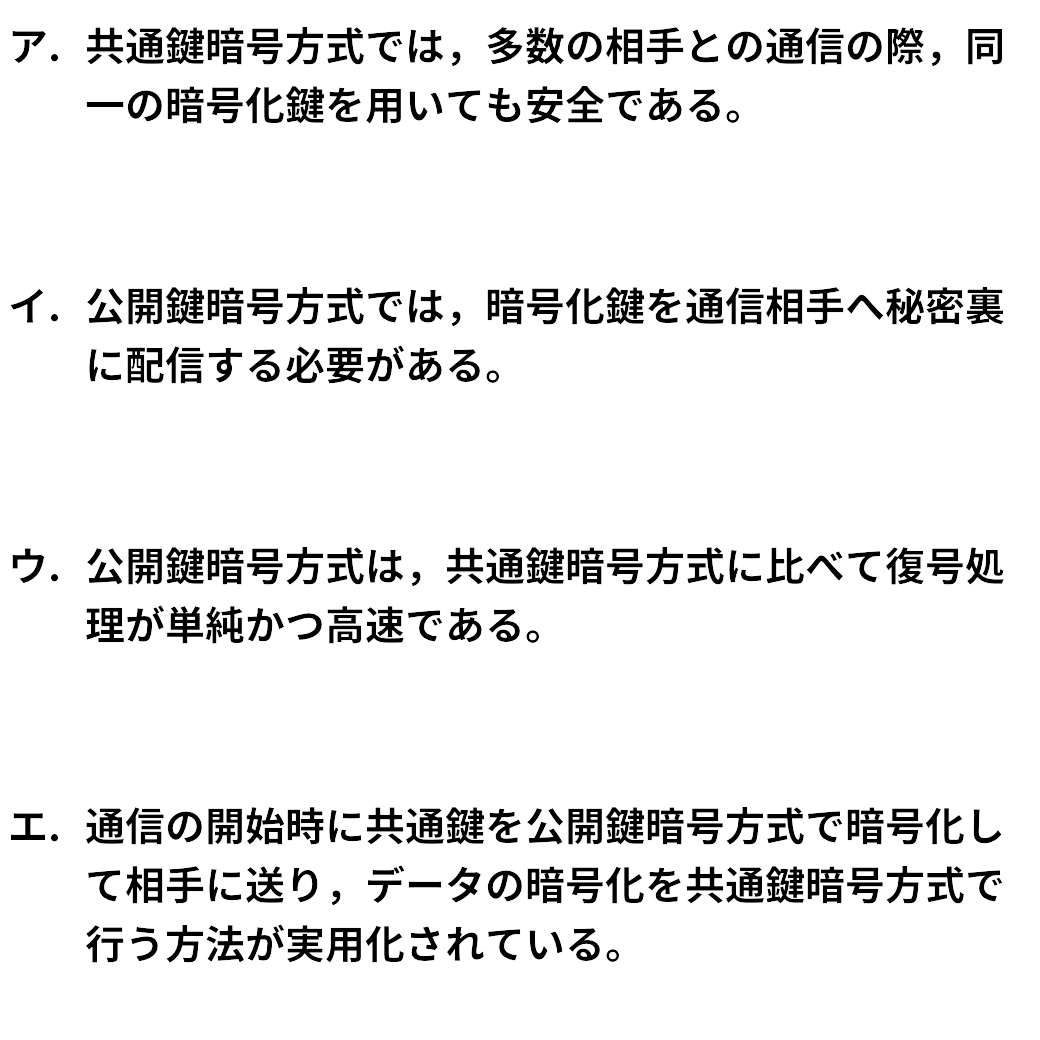 ア．共通鍵暗号方式では，多数の相手との通信の際，同
一の暗号化鍵を用いても安全である。
イ．公開鍵暗号方式では，暗号化鍵を通信相手へ秘密裏
に配信する必要がある。
ウ．公開鍵暗号方式は，共通鍵暗号方式に比べて復号処
理が単純かつ高速である。
エ．通信の開始時に共通鍵を公開鍵暗号方式で暗号化し
て相手に送り，データの暗号化を共通鍵暗号方式で
行う方法が実用化されている。